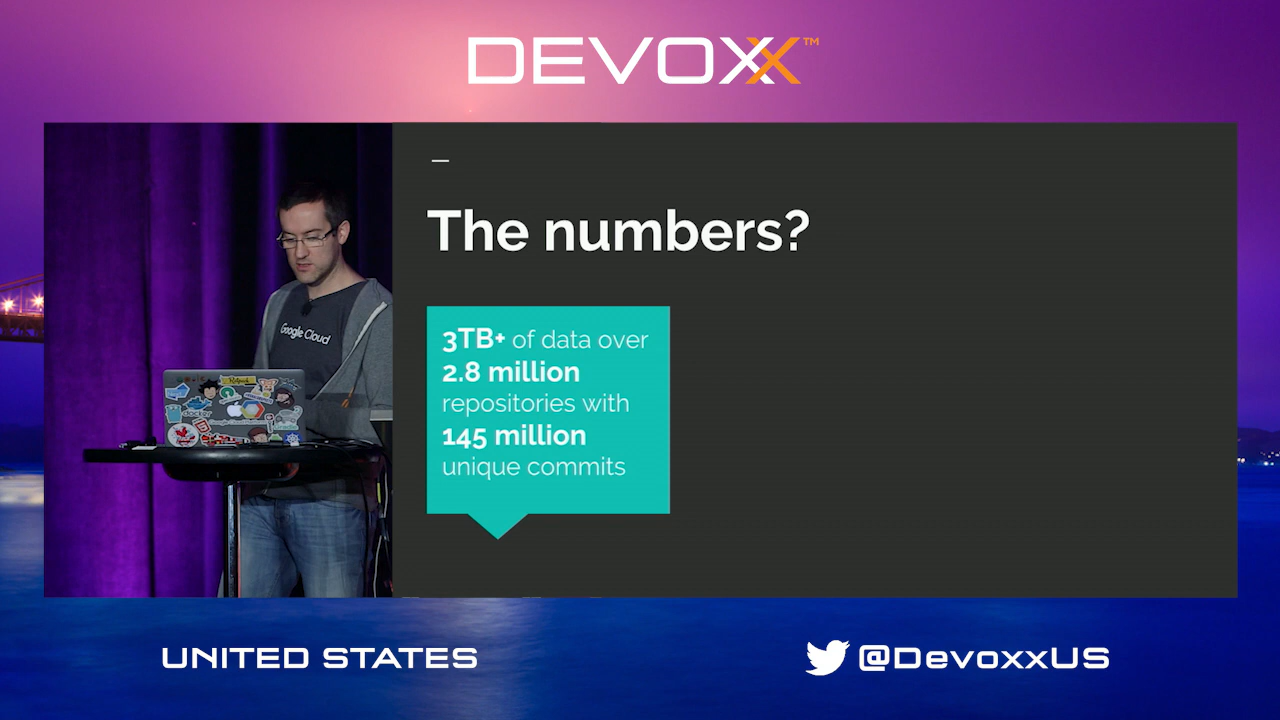 DEVOXX™
The numbers?
3TB+ of data over
2.8 million
repositories with
145 million
unique commits
Google Cloud
docker
UNITED STATES
@DevoxxUS